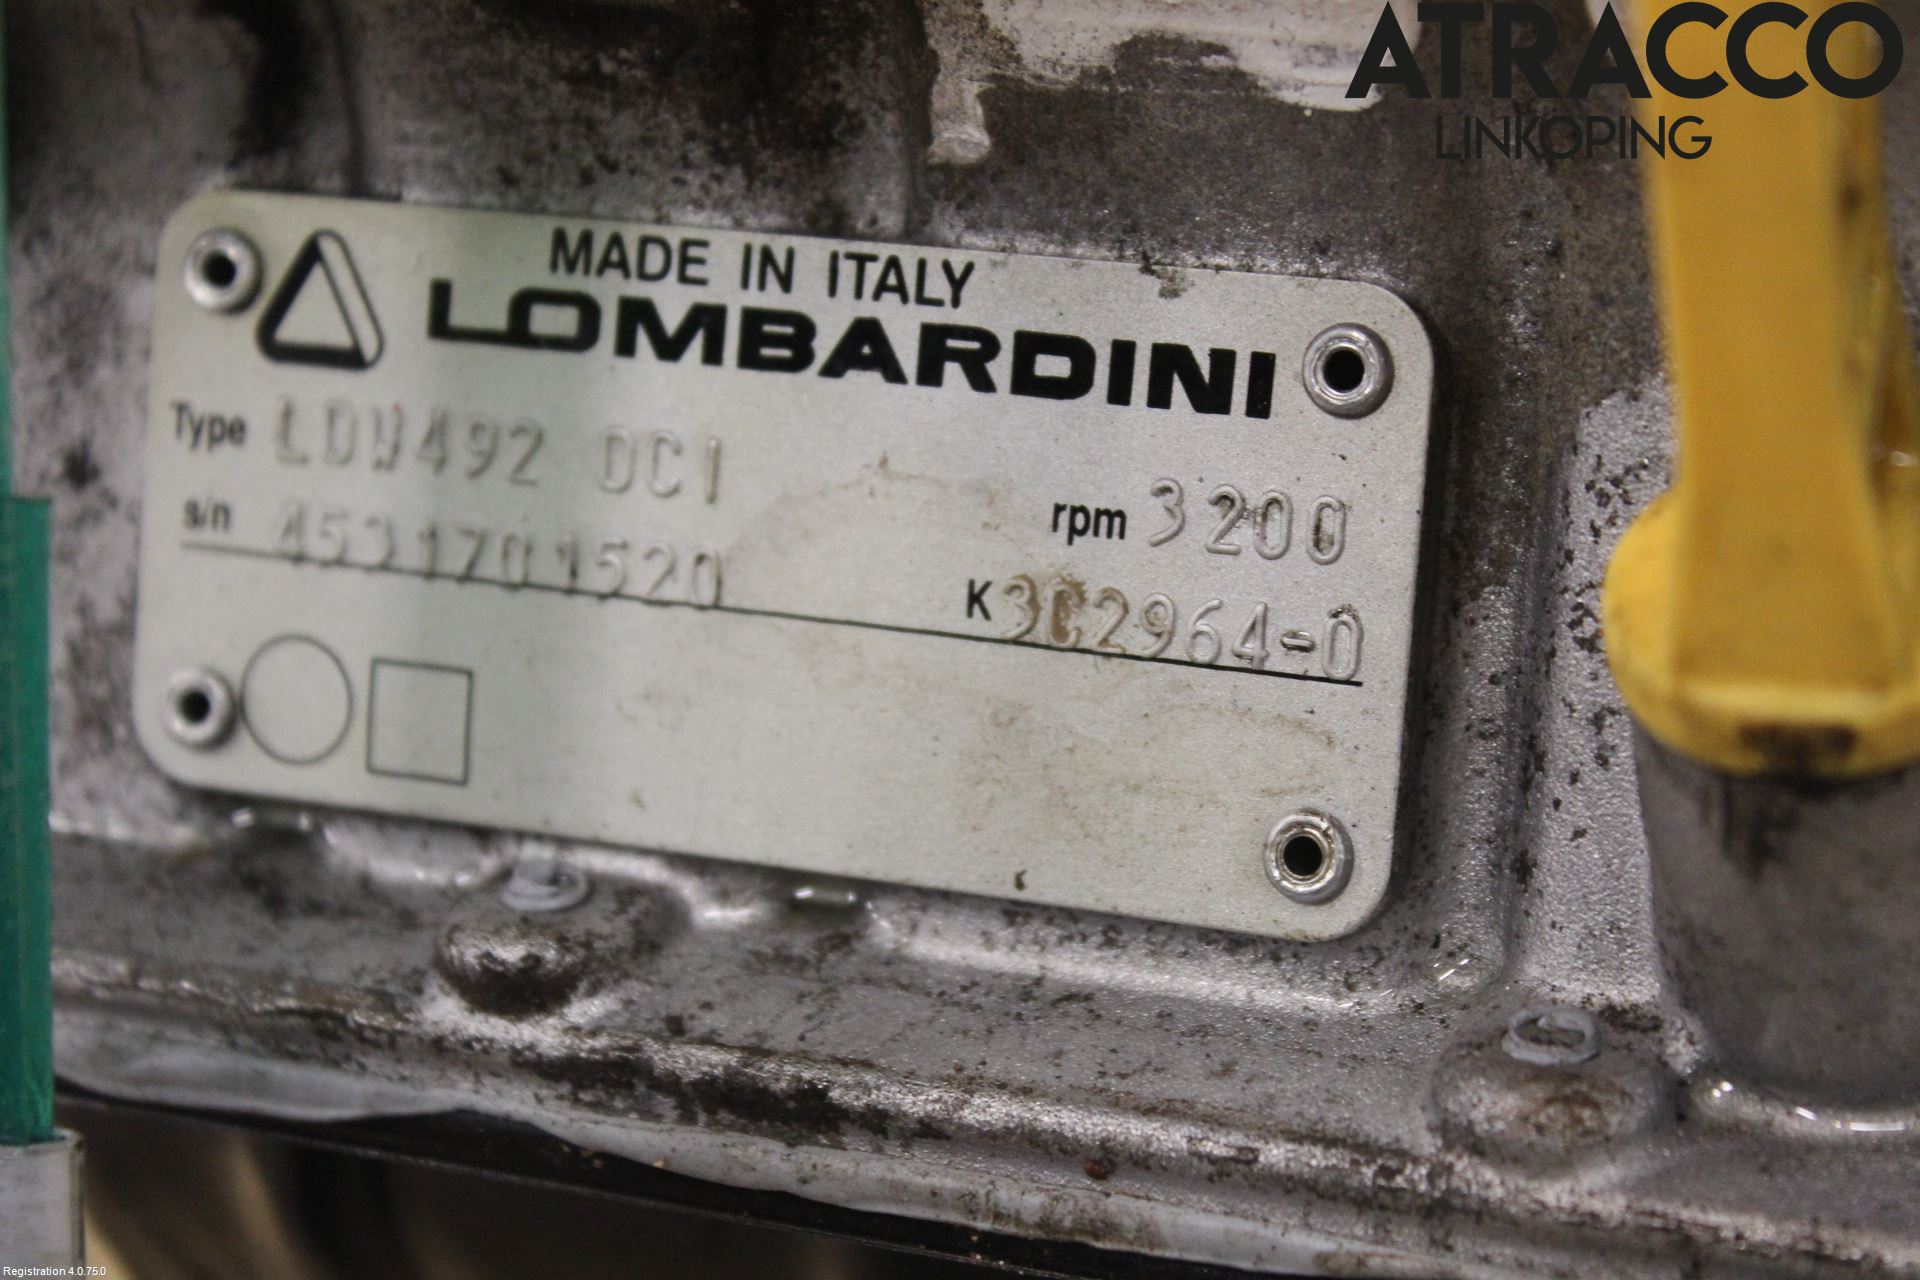 ATRACCO
LINKÖPING
MADE IN ITALY
LOMBARDINI
Type LDW492 DCI
rpm 3200
s/n 4531701520
K 3C2964-0
Registration 4.0.75.0